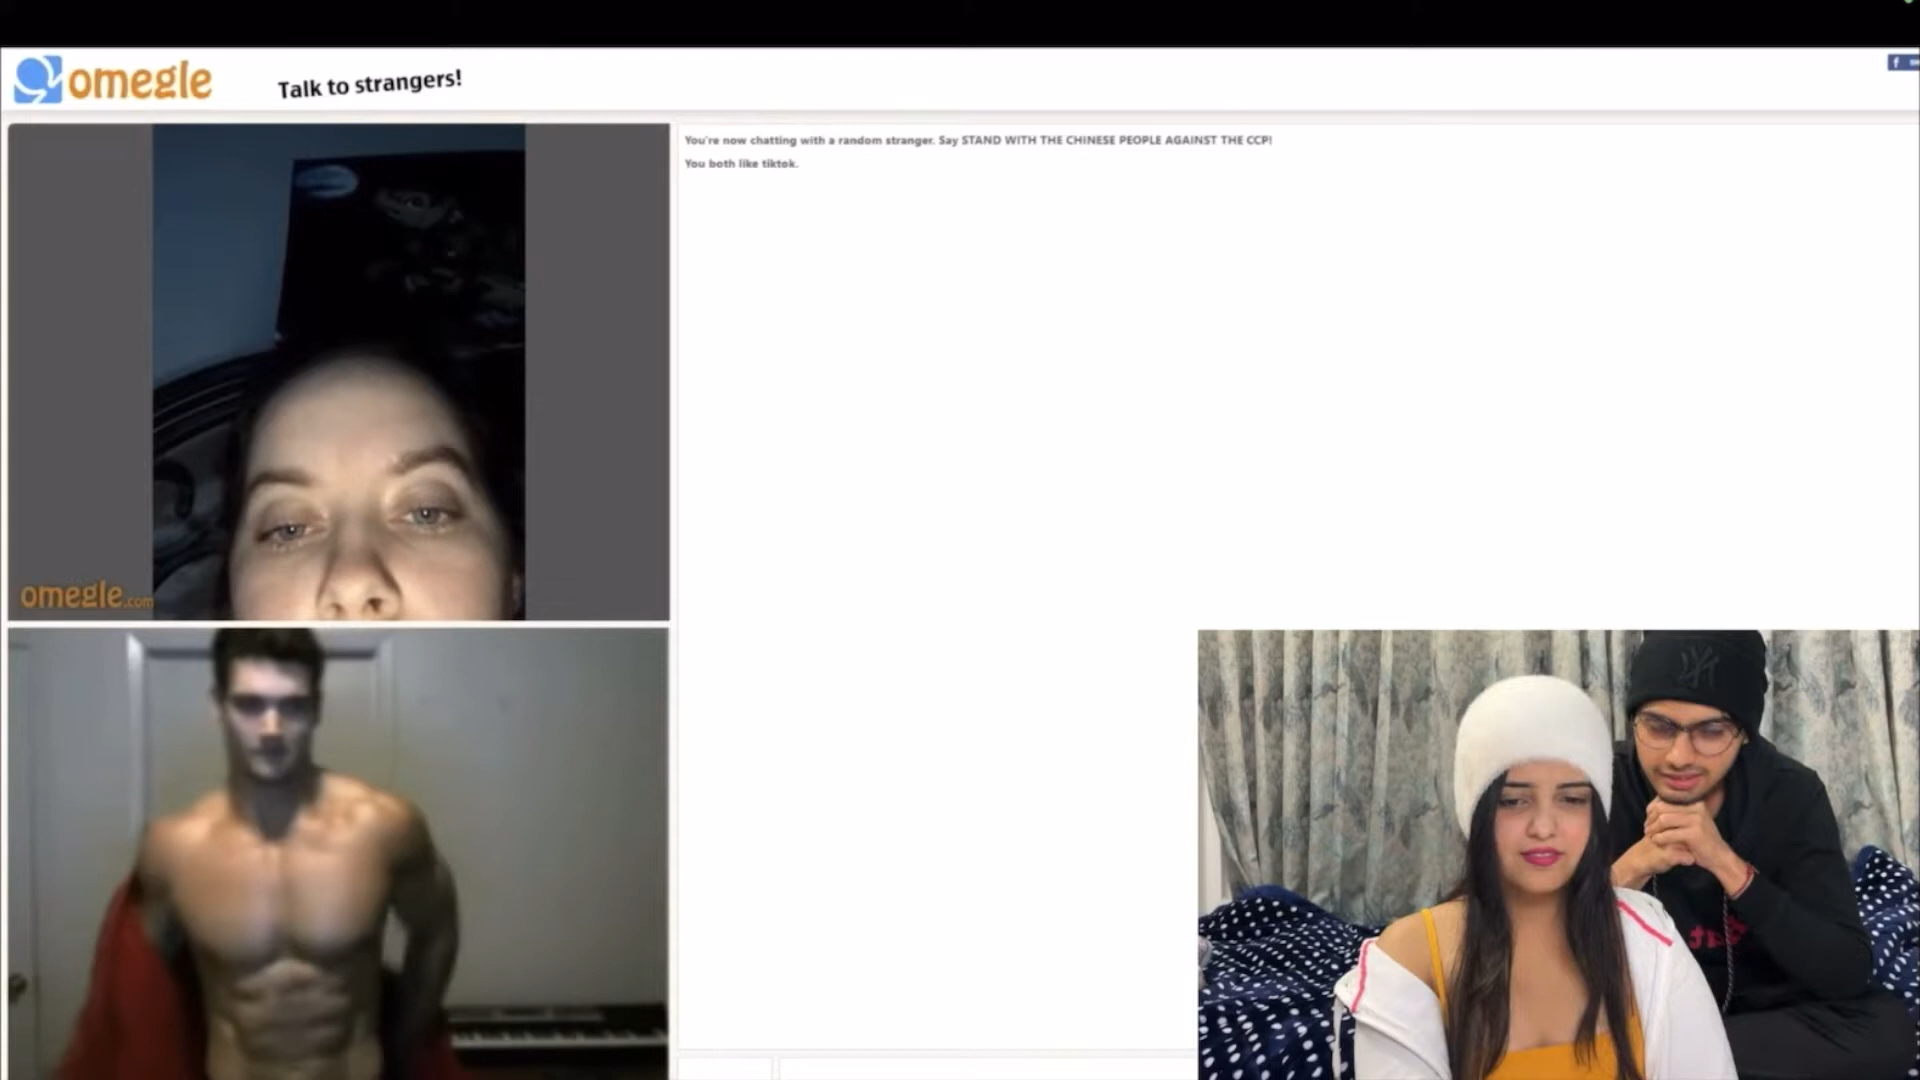 omegle
Talk to strangers!
You're now chatting with a random stranger. Say STAND WITH THE CHINESE PEOPLE AGAINST THE CCP!
You both like tiktok.
omegle.com